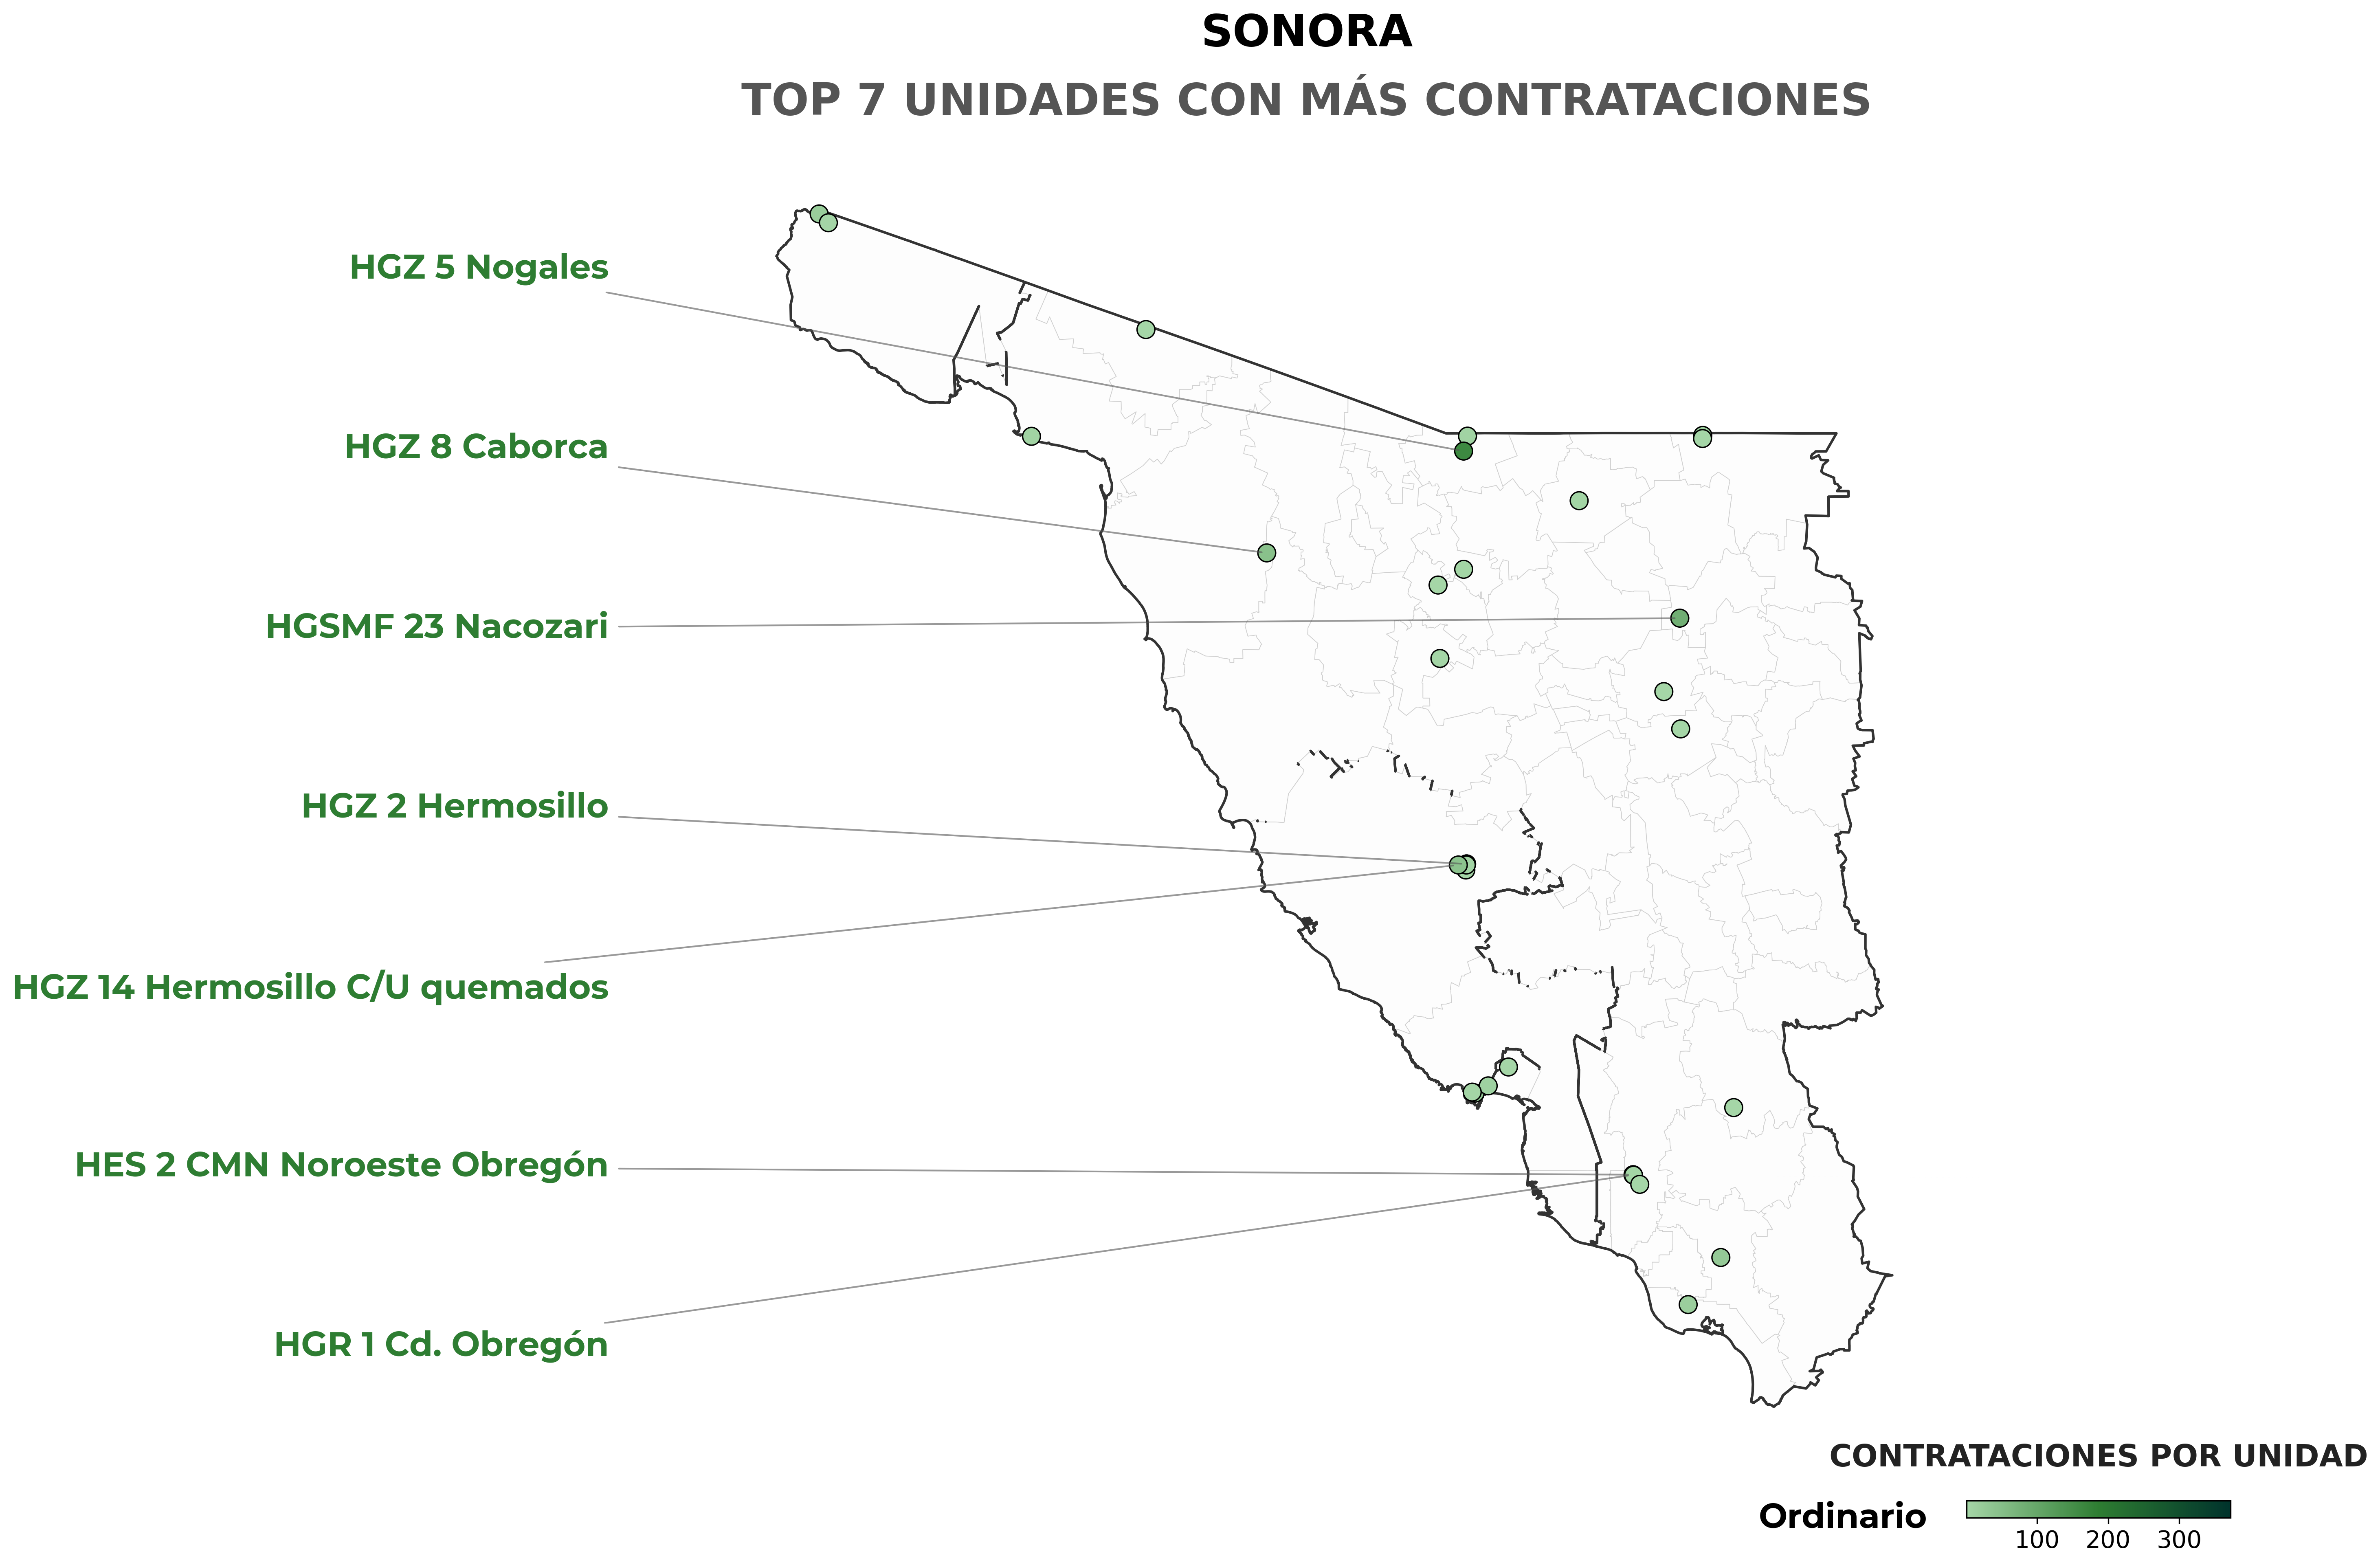 SONORA
TOP 7 UNIDADES CON MÁS CONTRATACIONES
HGZ 5 Nogales
HGZ 8 Caborca
HGSMF 23 Nacozari
HGZ 2 Hermosillo
HGZ 14 Hermosillo C/U quemados
HES 2 CMN Noroeste Obregón
HGR 1 Cd. Obregón
CONTRATACIONES POR UNIDAD
Ordinario
100 200 300